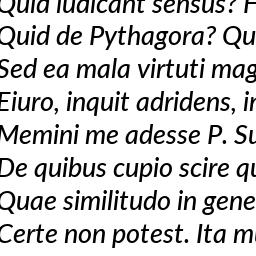 Quid iudicant sensus?
Quid de Pythagora? Qu
Sed ea mala virtuti mag
Eiuro, inquit adridens, i
Memini me adesse P. Su
De quibus cupio scire qu
Quae similitudo in gene
Certe non potest. Ita m